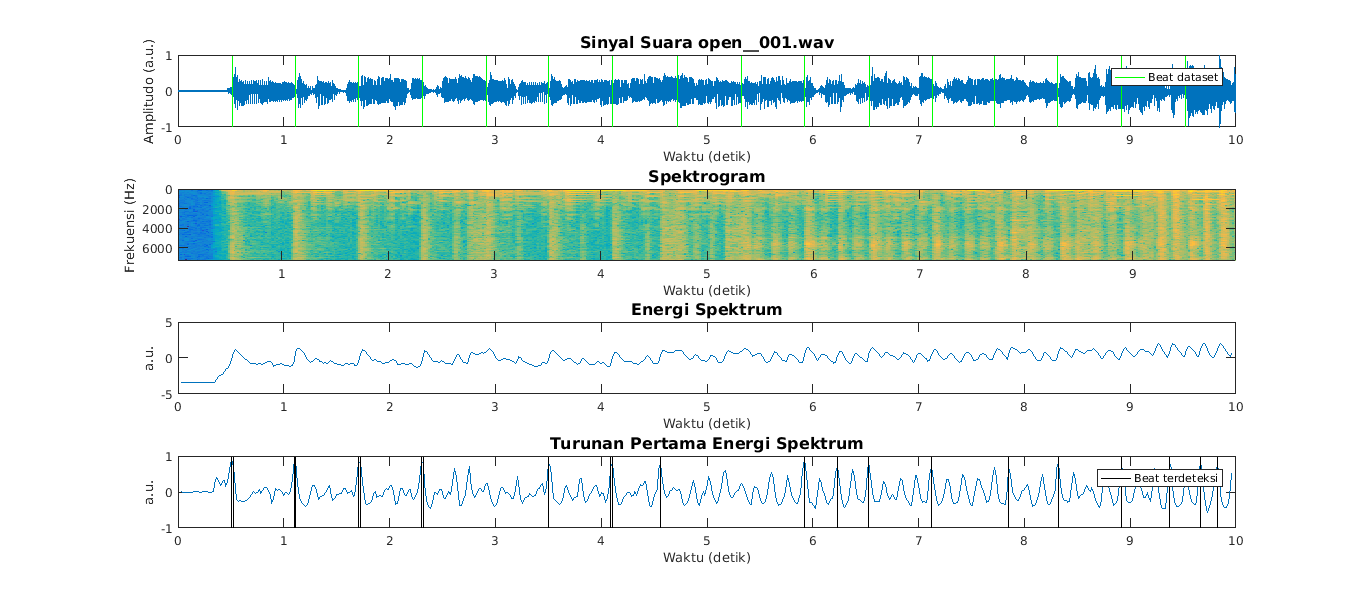 Sinyal Suara open__001.wav
Amplitudo (a.u.)
1
0
-1
Beat dataset
0 1 2 3 4 5 6 7 8 9 10
Waktu (detik)
Spektrogram
Frekuensi (Hz)
0
2000
4000
6000
1 2 3 4 5 6 7 8 9
Waktu (detik)
Energi Spektrum
a.u.
5
0
-5
0 1 2 3 4 5 6 7 8 9 10
Waktu (detik)
Turunan Pertama Energi Spektrum
a.u.
1
0
-1
Beat terdeteksi
0 1 2 3 4 5 6 7 8 9 10
Waktu (detik)